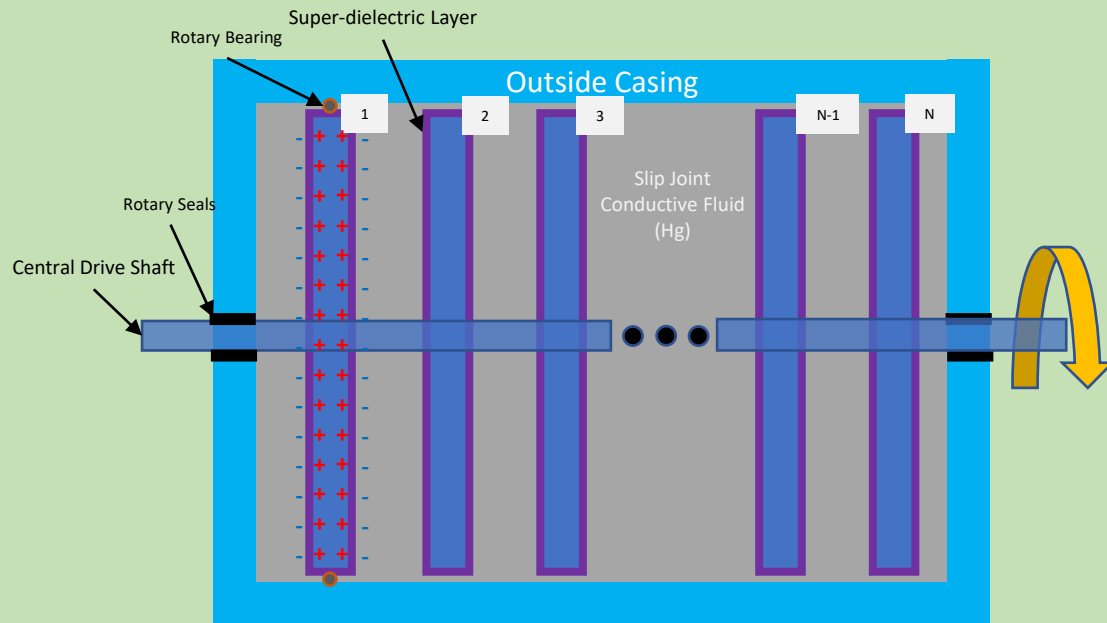 Super-dielectric Layer
Rotary Bearing
Outside Casing
1
2
3
N-1
N
+ +
- + + -
- + + -
- + + -
- + + -
- + + -
- + + -
- + + -
- + + -
- + + -
- + + -
- + + -
- + + -
- + + -
- + + -
Slip Joint
Conductive Fluid
(Hg)
Rotary Seals
Central Drive Shaft